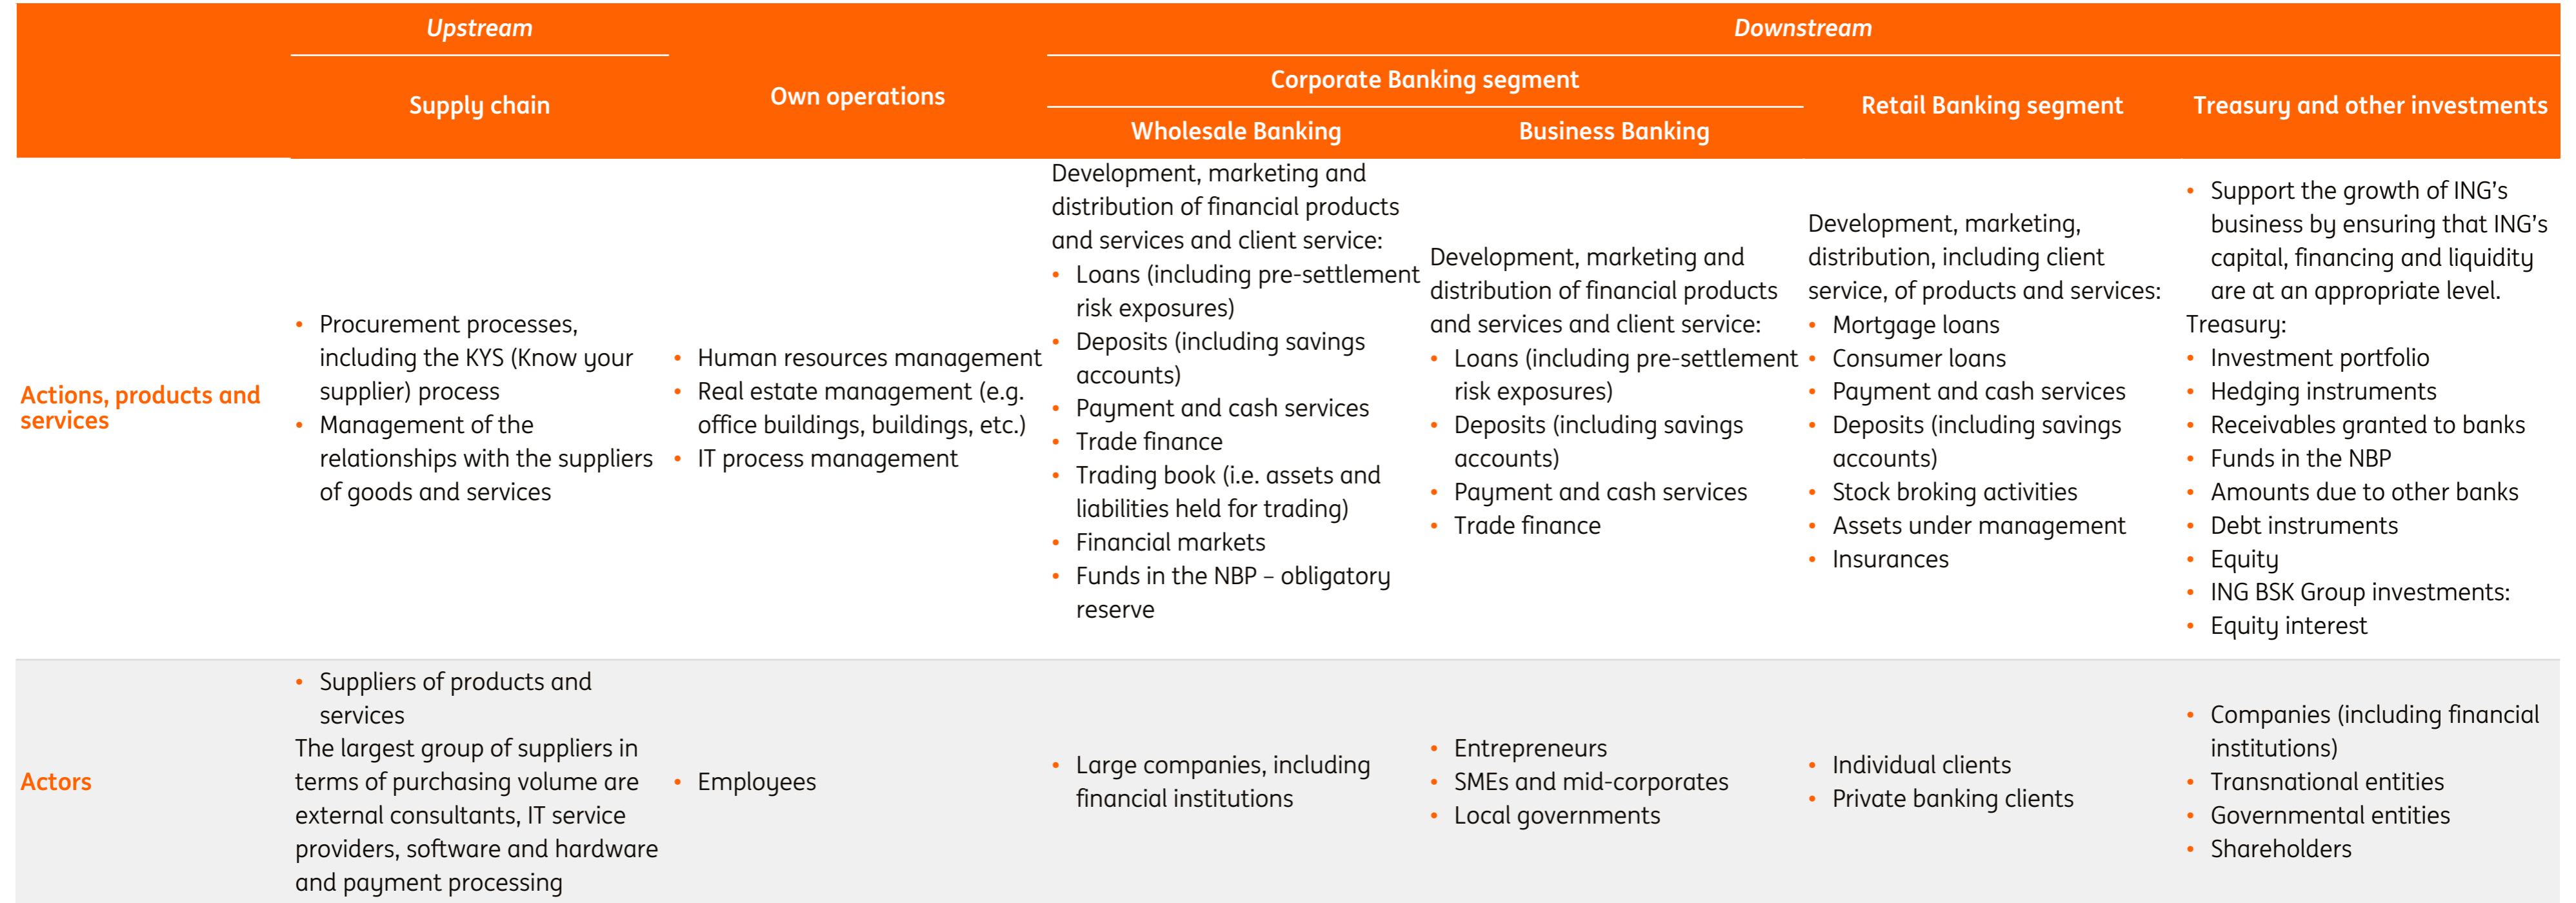 Upstream
Downstream
Supply chain
Own operations
Corporate Banking segment
Wholesale Banking
Business Banking
Retail Banking segment
Treasury and other investments
Actions, products and
services
• Procurement processes,
including the KYS (Know your
supplier) process
• Management of the
relationships with the suppliers
of goods and services
• Human resources management
• Real estate management (e.g.
office buildings, buildings, etc.)
• IT process management
Development, marketing and
distribution of financial products
and services and client service:
• Loans (including pre-settlement
risk exposures)
• Deposits (including savings
accounts)
• Payment and cash services
• Trade finance
• Trading book (i.e. assets and
liabilities held for trading)
• Financial markets
• Funds in the NBP – obligatory
reserve
Development, marketing and
distribution of financial products
and services and client service:
• Loans (including pre-settlement
risk exposures)
• Deposits (including savings
accounts)
• Payment and cash services
• Trade finance
Development, marketing,
distribution, including client
service, of products and services:
• Mortgage loans
• Consumer loans
• Payment and cash services
• Deposits (including savings
accounts)
• Stock broking activities
• Assets under management
• Insurances
• Support the growth of ING’s
business by ensuring that ING’s
capital, financing and liquidity
are at an appropriate level.
Treasury:
• Investment portfolio
• Hedging instruments
• Receivables granted to banks
• Funds in the NBP
• Amounts due to other banks
• Debt instruments
• Equity
• ING BSK Group investments:
• Equity interest
Actors
• Suppliers of products and
services
The largest group of suppliers in
terms of purchasing volume are
external consultants, IT service
providers, software and hardware
and payment processing
• Employees
• Large companies, including
financial institutions
• Entrepreneurs
• SMEs and mid-corporates
• Local governments
• Individual clients
• Private banking clients
• Companies (including financial
institutions)
• Transnational entities
• Governmental entities
• Shareholders